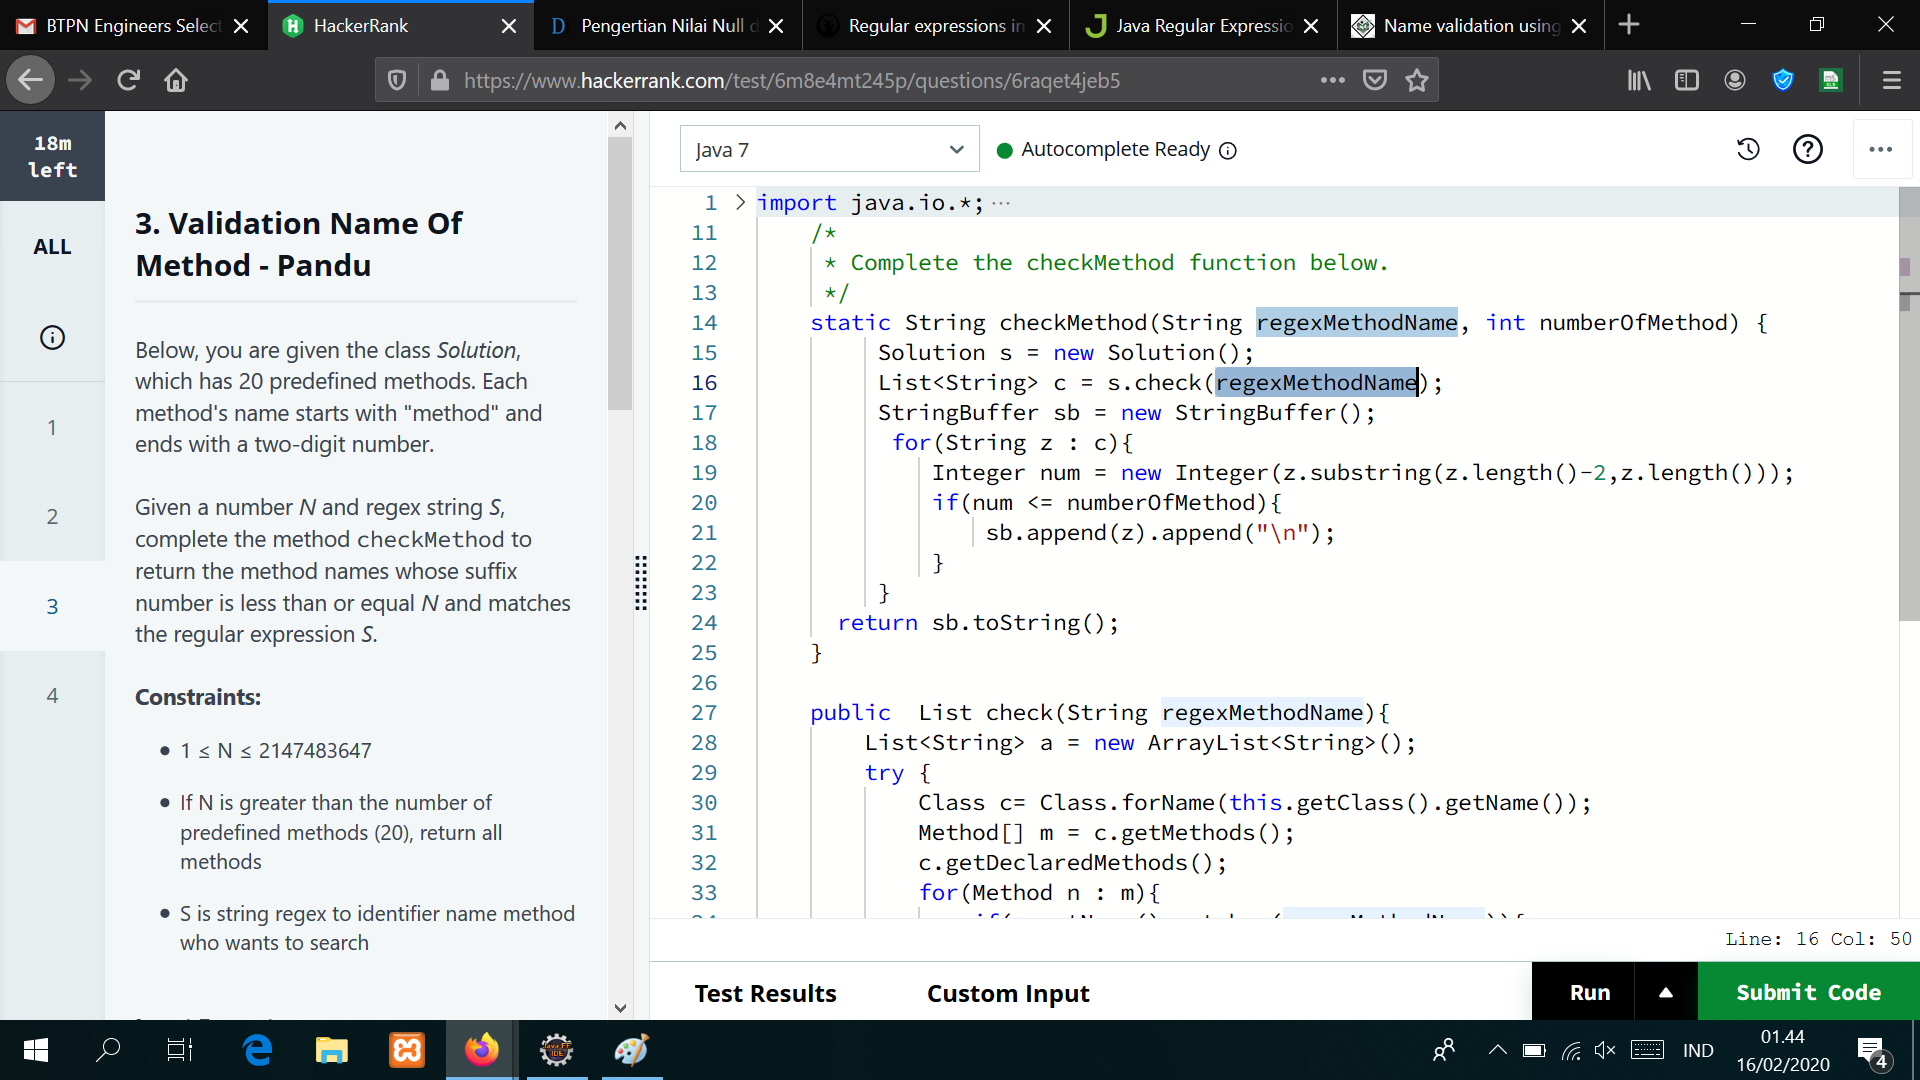 BTPN Engineers Select
HackerRank
Pengertian Nilai Null d
Regular expressions in
Java Regular Expressio
Name validation using
https://www.hackerrank.com/test/6m8e4mt245p/questions/6raqet4jeb5
18m
left
ALL
1
2
3
4
3. Validation Name Of
Method - Pandu
Below, you are given the class Solution,
which has 20 predefined methods. Each
method's name starts with "method" and
ends with a two-digit number.
Given a number N and regex string S,
complete the method checkMethod to
return the method names whose suffix
number is less than or equal N and matches
the regular expression S.
Constraints:
• 1 ≤ N ≤ 2147483647
• If N is greater than the number of
predefined methods (20), return all
methods
• S is string regex to identifier name method
who wants to search
Java 7
Autocomplete Ready
1 import java.io.*; ...
11 /*
12 * Complete the checkMethod function below.
13 */
14 static String checkMethod(String regexMethodName, int numberOfMethod) {
15 Solution s = new Solution();
16 List<String> c = s.check(regexMethodName);
17 StringBuffer sb = new StringBuffer();
18 for(String z : c){
19 Integer num = new Integer(z.substring(z.length()-2,z.length()));
20 if(num <= numberOfMethod){
21 sb.append(z).append("\n");
22 }
23 }
24 return sb.toString();
25 }
26
27 public  List check(String regexMethodName){
28 List<String> a = new ArrayList<String>();
29 try {
30 Class c= Class.forName(this.getClass().getName());
31 Method[] m = c.getMethods();
32 c.getDeclaredMethods();
33 for(Method n : m){
Line: 16 Col: 50
Test Results
Custom Input
Run
Submit Code
IND
01.44
16/02/2020
4